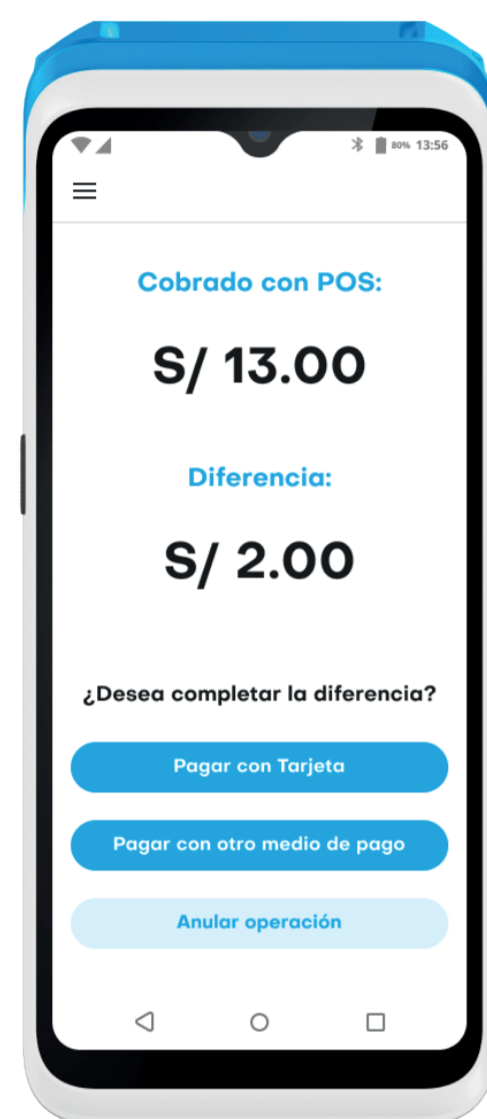 80% 13:56
Cobrado con POS:
S/ 13.00
Diferencia:
S/ 2.00
¿Desea completar la diferencia?
Pagar con Tarjeta
Pagar con otro medio de pago
Anular operación